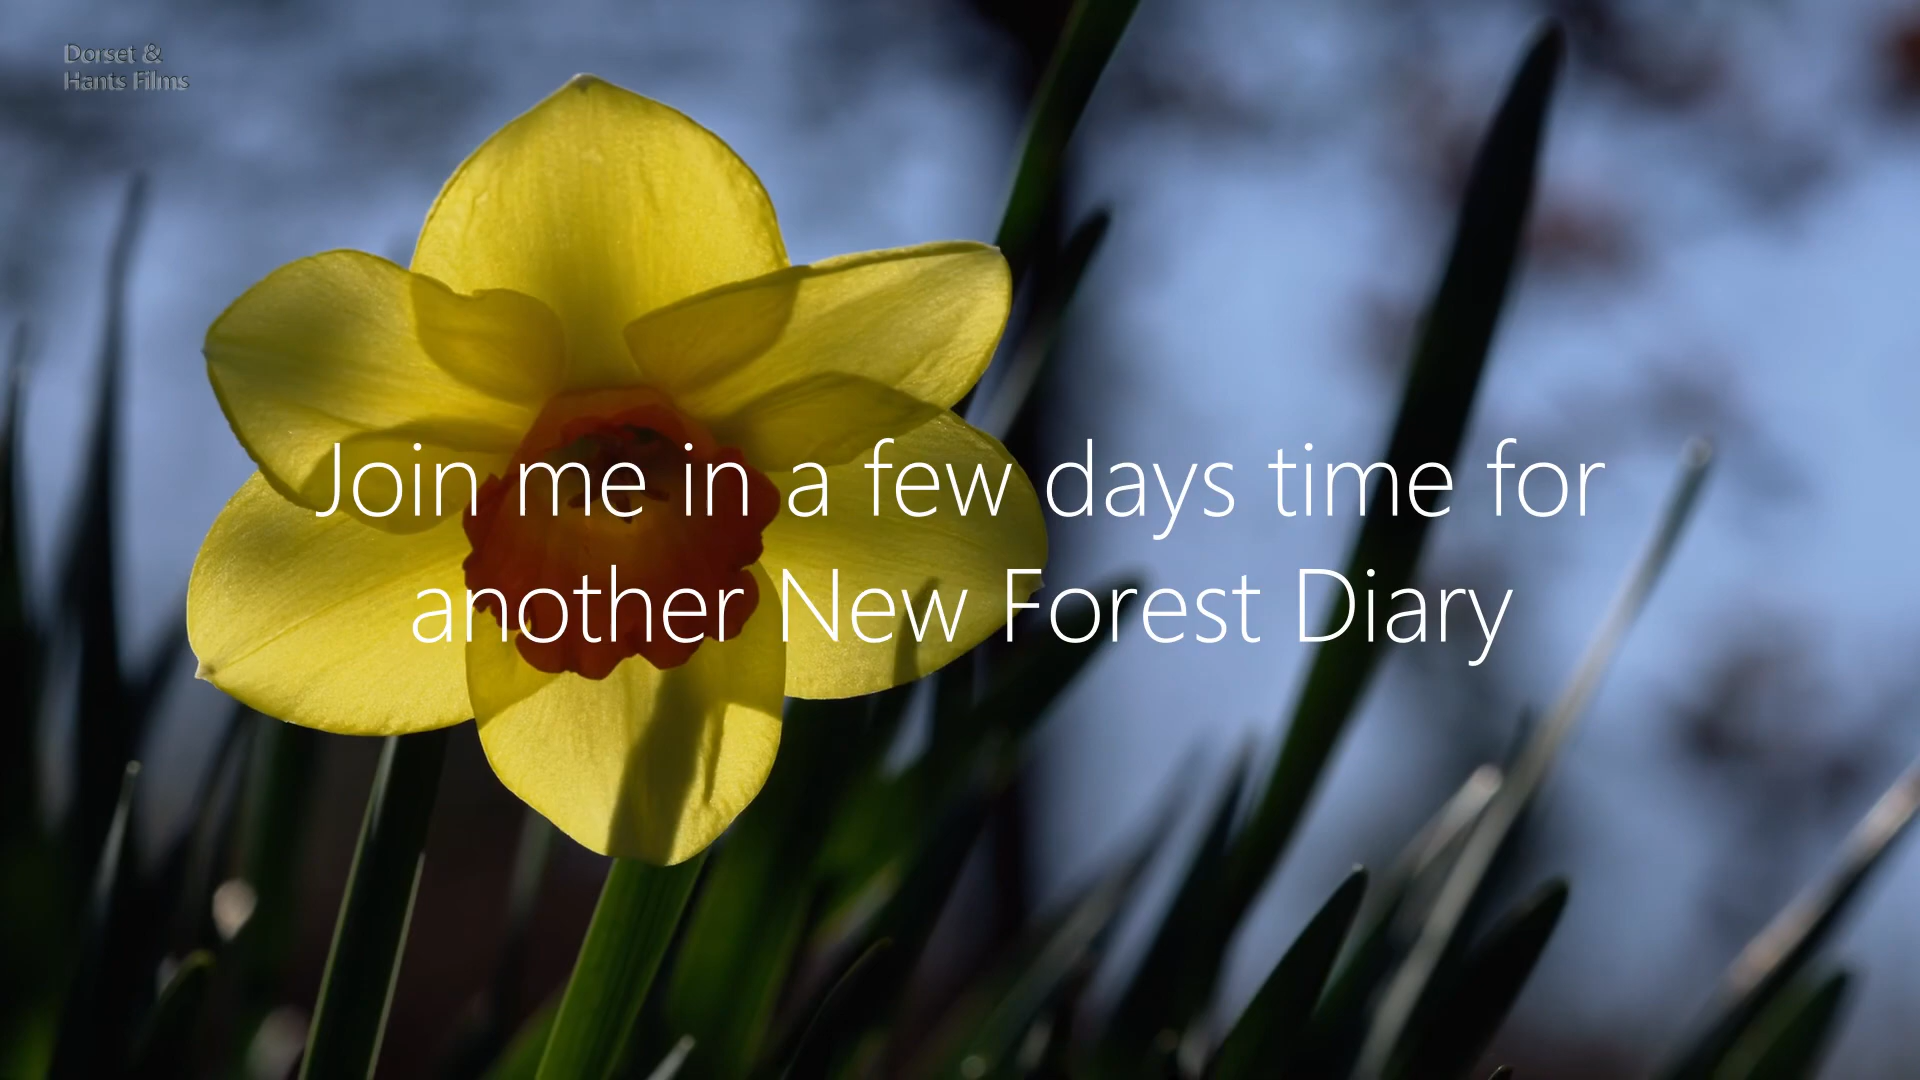 Dorset &
Hants Films
Join me in a few days time for
another New Forest Diary